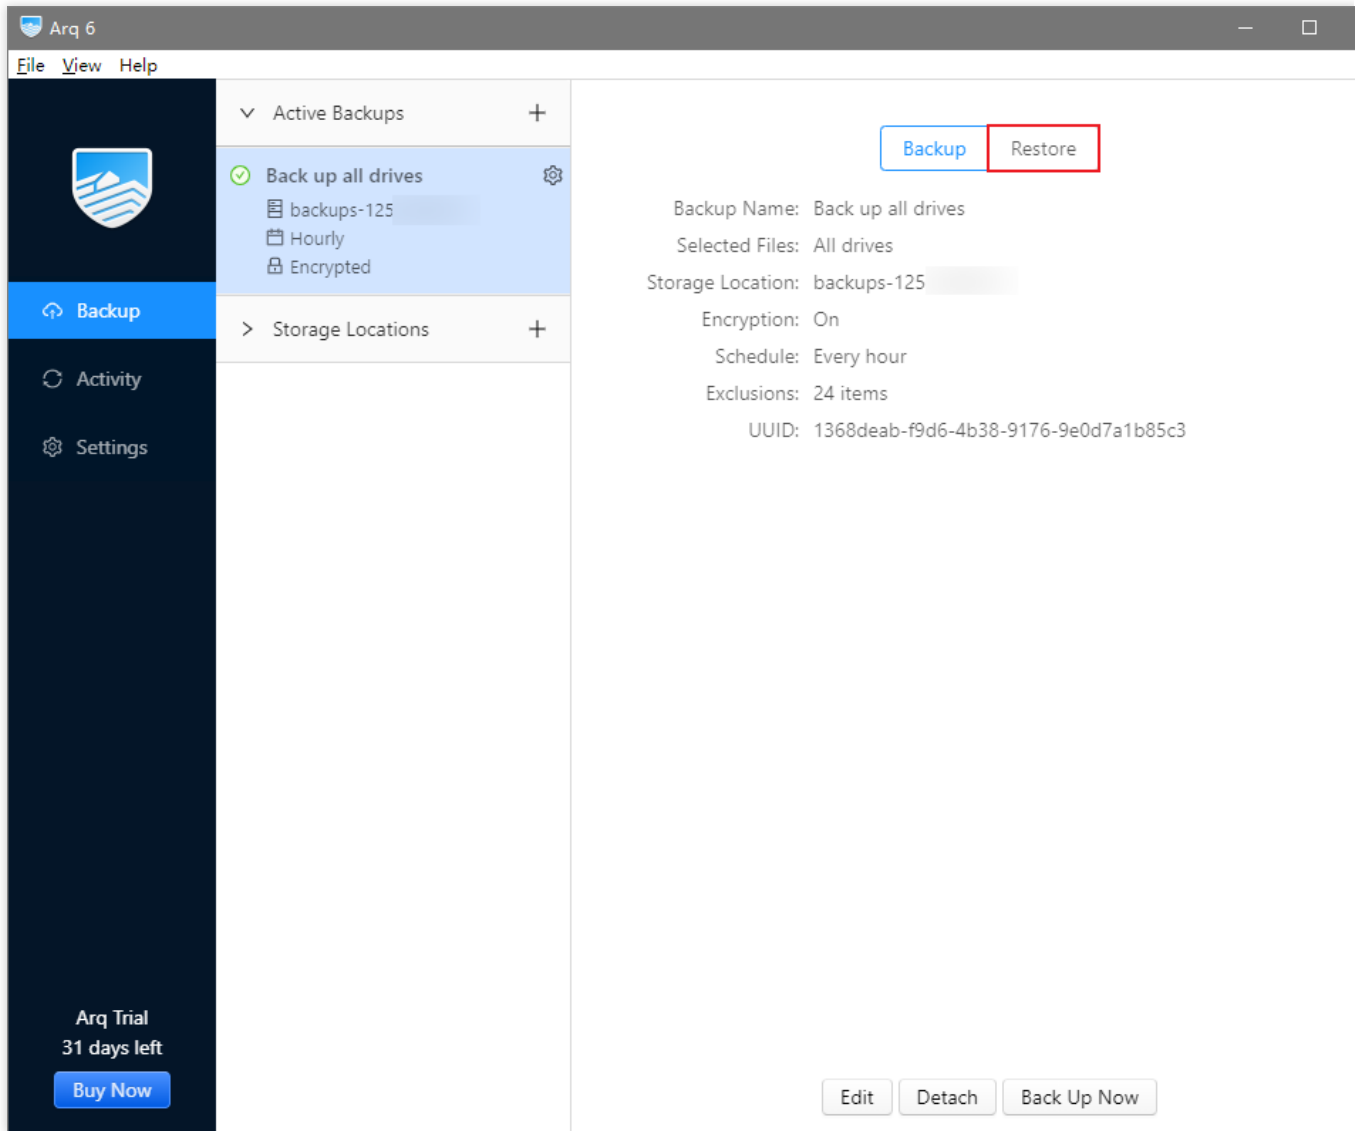 Arq 6
File View Help
Active Backups
Back up all drives
backups-125
Hourly
Encrypted
Storage Locations
Backup
Activity
Settings
Arq Trial
31 days left
Buy Now
Backup Restore
Backup Name: Back up all drives
Selected Files: All drives
Storage Location: backups-125
Encryption: On
Schedule: Every hour
Exclusions: 24 items
UUID: 1368deab-f9d6-4b38-9176-9e0d7a1b85c3
Edit Detach Back Up Now